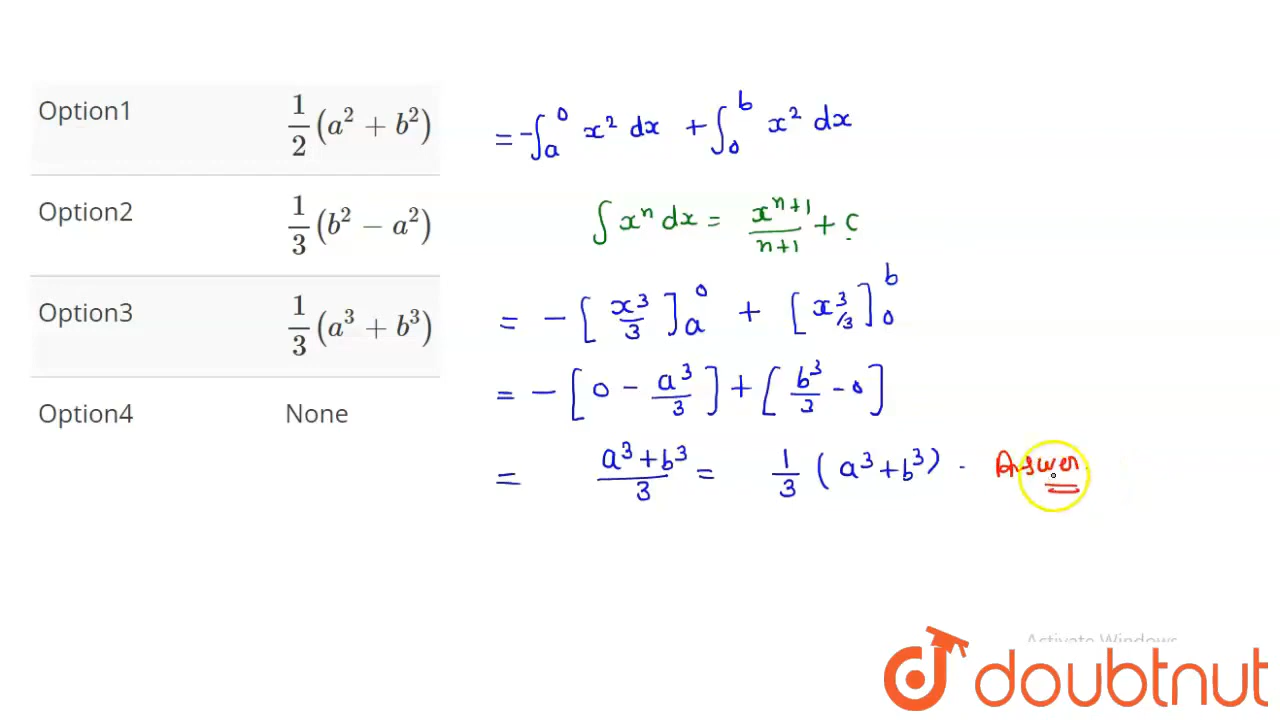 Option1 1/2(a² + b²)
Option2 1/3(b² − a²)
Option3 1/3(a³ + b³)
Option4 None
= -∫ₐ⁰ x² dx + ∫₀ᵇ x² dx
∫ xⁿ dx = xⁿ⁺¹/n+1 + c
= - [x³/3]ₐ⁰ + [x³/3]₀ᵇ
= - [0 - a³/3] + [b³/3 - 0]
= a³+b³/3 = 1/3 (a³+b³) . Answer.
Activate Windows
doubtnut